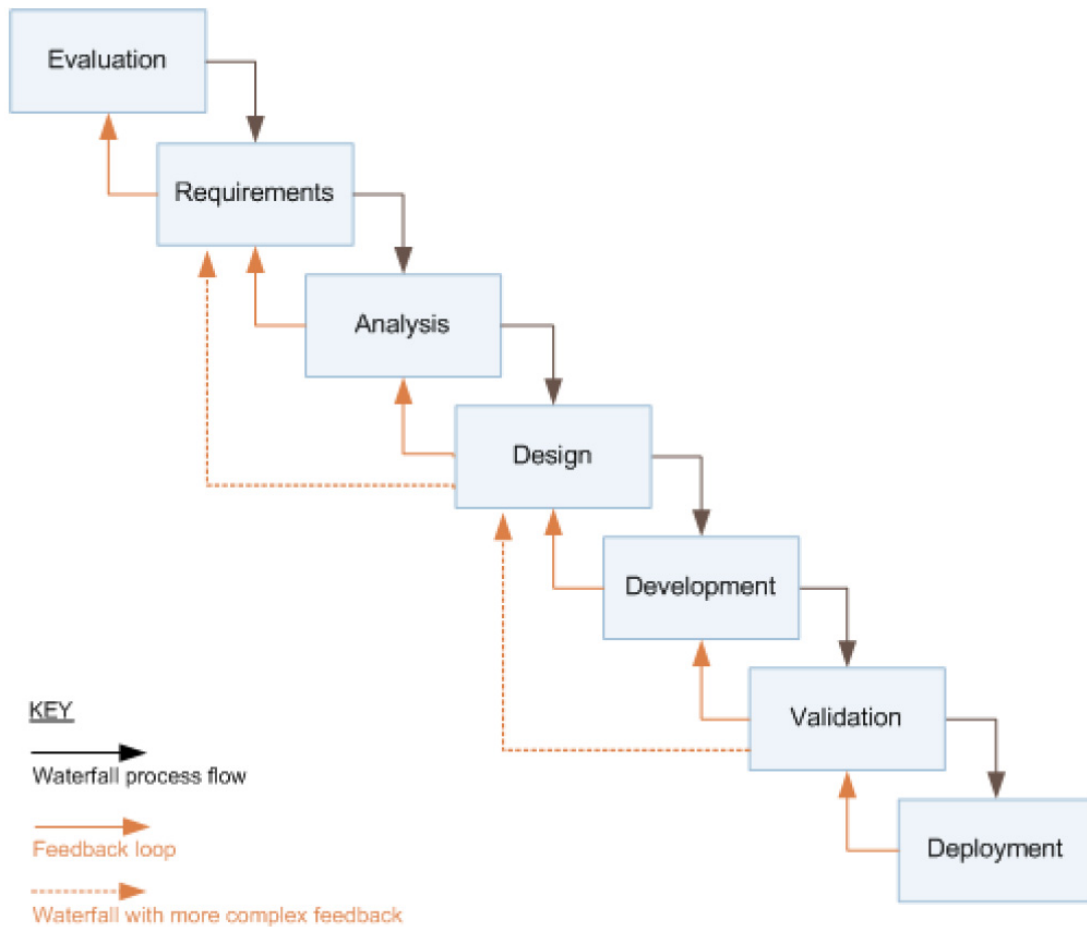 Evaluation
Requirements
Analysis
Design
Development
Validation
Deployment
KEY
Waterfall process flow
Feedback loop
Waterfall with more complex feedback